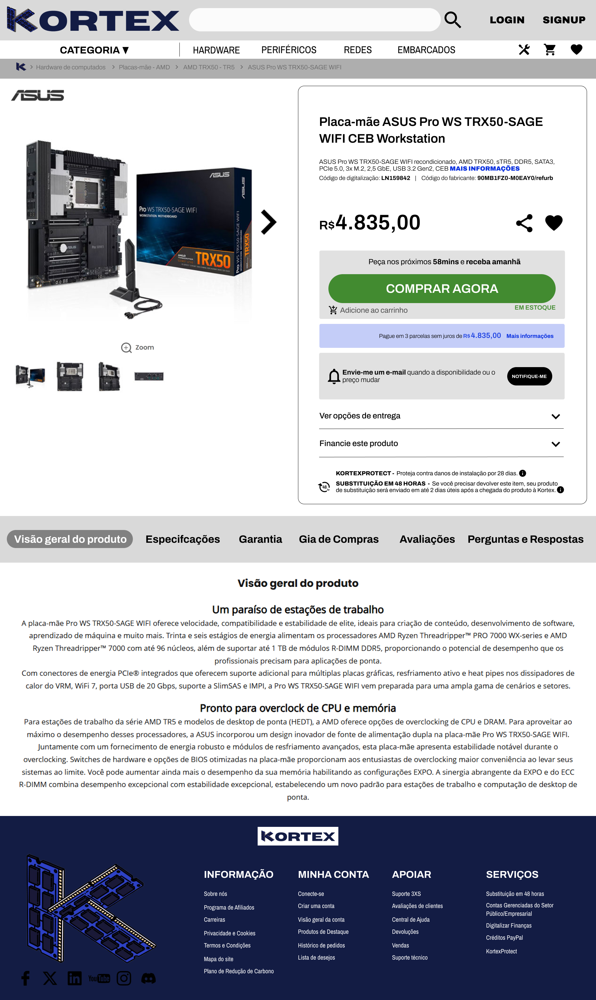 KORTEX
LOGIN
SIGNUP
CATEGORIA ▼
HARDWARE
PERIFÉRICOS
REDES
EMBARCADOS
Hardware de computados > Placas-mãe - AMD > AMD TRX50 - TR5 > ASUS Pro WS TRX50-SAGE WIFI
ASUS
ASUS
ASUS
Pro WS TRX50-SAGE WIFI
WORKSTATION MOTHERBOARD
TRX50
Pro WS TRX50-SAGE WIFI
TRX50
Pro SERIES
Zoom
Placa-mãe ASUS Pro WS TRX50-SAGE
WIFI CEB Workstation
ASUS Pro WS TRX50-SAGE WIFI recondicionado, AMD TRX50, sTR5, DDR5, SATA3,
PCIe 5.0, 3x M.2, 2,5 GbE, USB 3.2 Gen2, CEB MAIS INFORMAÇÕES
Código de digitalização: LN159842 | Código do fabricante: 90MB1FZ0-M0EAY0/refurb
R$4.835,00
Peça nos próximos 58mins e receba amanhã
COMPRAR AGORA
Adicione ao carrinho
EM ESTOQUE
Pague em 3 parcelas sem juros de R$4.835,00 Mais informações
Envie-me um e-mail quando a disponibilidade ou o
preço mudar
NOTIFIQUE-ME
Ver opções de entrega
Financie este produto
KORTEXPROTECT - Proteja contra danos de instalação por 28 dias.
48
hr
SUBSTITUIÇÃO EM 48 HORAS - Se você precisar devolver este item, seu produto
de substituição será enviado em até 2 dias úteis após a chegada do produto à Kortex.
Visão geral do produto
Especifcações
Garantia
Gia de Compras
Avaliações
Perguntas e Respostas
Visão geral do produto
Um paraíso de estações de trabalho
A placa-mãe Pro WS TRX50-SAGE WIFI oferece velocidade, compatibilidade e estabilidade de elite, ideais para criação de conteúdo, desenvolvimento de software,
aprendizado de máquina e muito mais. Trinta e seis estágios de energia alimentam os processadores AMD Ryzen Threadripper™ PRO 7000 WX-series e AMD
Ryzen Threadripper™ 7000 com até 96 núcleos, além de suportar até 1 TB de módulos R-DIMM DDR5, proporcionando o potencial de desempenho que os
profissionais precisam para aplicações de ponta.
Com conectores de energia PCIe® integrados que oferecem suporte adicional para múltiplas placas gráficas, resfriamento ativo e heat pipes nos dissipadores de
calor do VRM, WiFi 7, porta USB de 20 Gbps, suporte a SlimSAS e IMPI, a Pro WS TRX50-SAGE WIFI vem preparada para uma ampla gama de cenários e setores.
Pronto para overclock de CPU e memória
Para estações de trabalho da série AMD TR5 e modelos de desktop de ponta (HEDT), a AMD oferece opções de overclocking de CPU e DRAM. Para aproveitar ao
máximo o desempenho desses processadores, a ASUS incorporou um design inovador de fonte de alimentação dupla na placa-mãe Pro WS TRX50-SAGE WIFI.
Juntamente com um fornecimento de energia robusto e módulos de resfriamento avançados, esta placa-mãe apresenta estabilidade notável durante o
overclocking. Switches de hardware e opções de BIOS otimizadas na placa-mãe proporcionam aos entusiastas de overclocking maior conveniência ao levar seus
sistemas ao limite. Você pode aumentar ainda mais o desempenho da sua memória habilitando as configurações EXPO. A sinergia abrangente da EXPO e do ECC
R-DIMM combina desempenho excepcional com estabilidade excepcional, estabelecendo um novo padrão para estações de trabalho e computação de desktop de
ponta.
KORTEX
INFORMAÇÃO
Sobre nós
Programa de Afiliados
Carreiras
Privacidade e Cookies
Termos e Condições
Mapa do site
Plano de Redução de Carbono
MINHA CONTA
Conecte-se
Criar uma conta
Visão geral da conta
Produtos de Destaque
Histórico de pedidos
Lista de desejos
APOIAR
Suporte 3XS
Avaliações de clientes
Central de Ajuda
Devoluções
Vendas
Suporte técnico
SERVIÇOS
Substituição em 48 horas
Contas Gerenciadas do Setor
Público/Empresarial
Digitalizar Finanças
Créditos PayPal
KortexProtect
YouTube